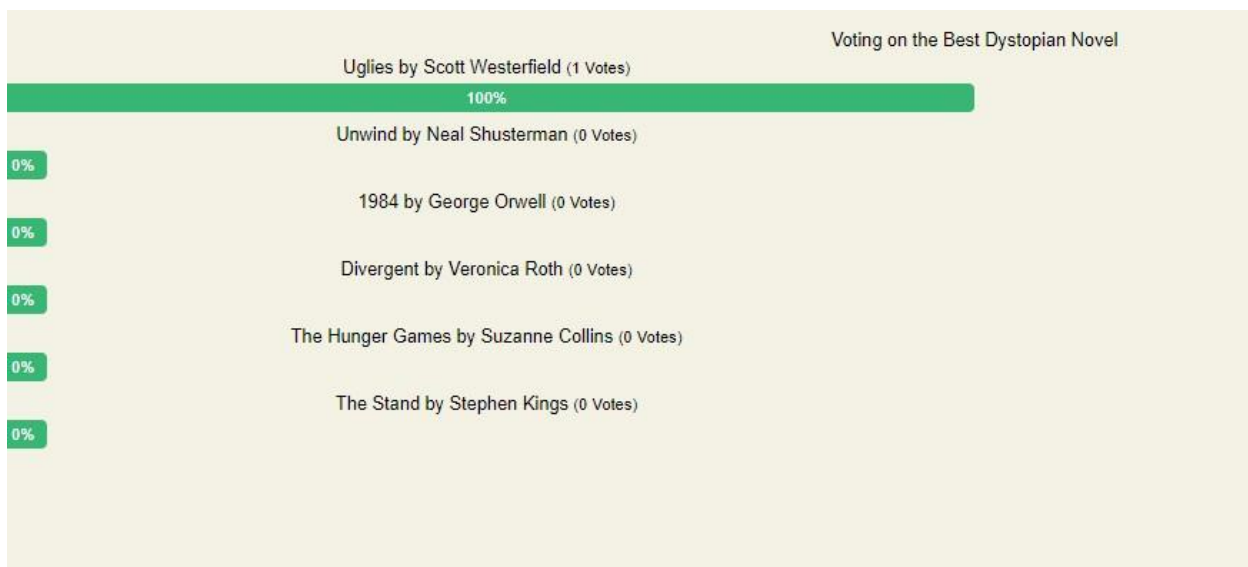 Voting on the Best Dystopian Novel
Uglies by Scott Westerfield (1 Votes)
100%
Unwind by Neal Shusterman (0 Votes)
0%
1984 by George Orwell (0 Votes)
0%
Divergent by Veronica Roth (0 Votes)
0%
The Hunger Games by Suzanne Collins (0 Votes)
0%
The Stand by Stephen Kings (0 Votes)
0%